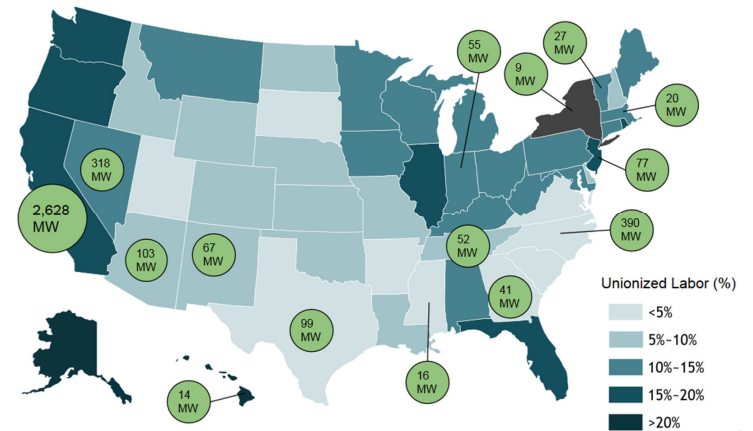 55
MW
27
MW
9
MW
20
MW
318
MW
77
MW
2,628
MW
390
MW
103
MW
67
MW
52
MW
41
MW
99
MW
16
MW
14
MW
Unionized Labor (%)
<5%
5%~10%
10%~15%
15%~20%
>20%